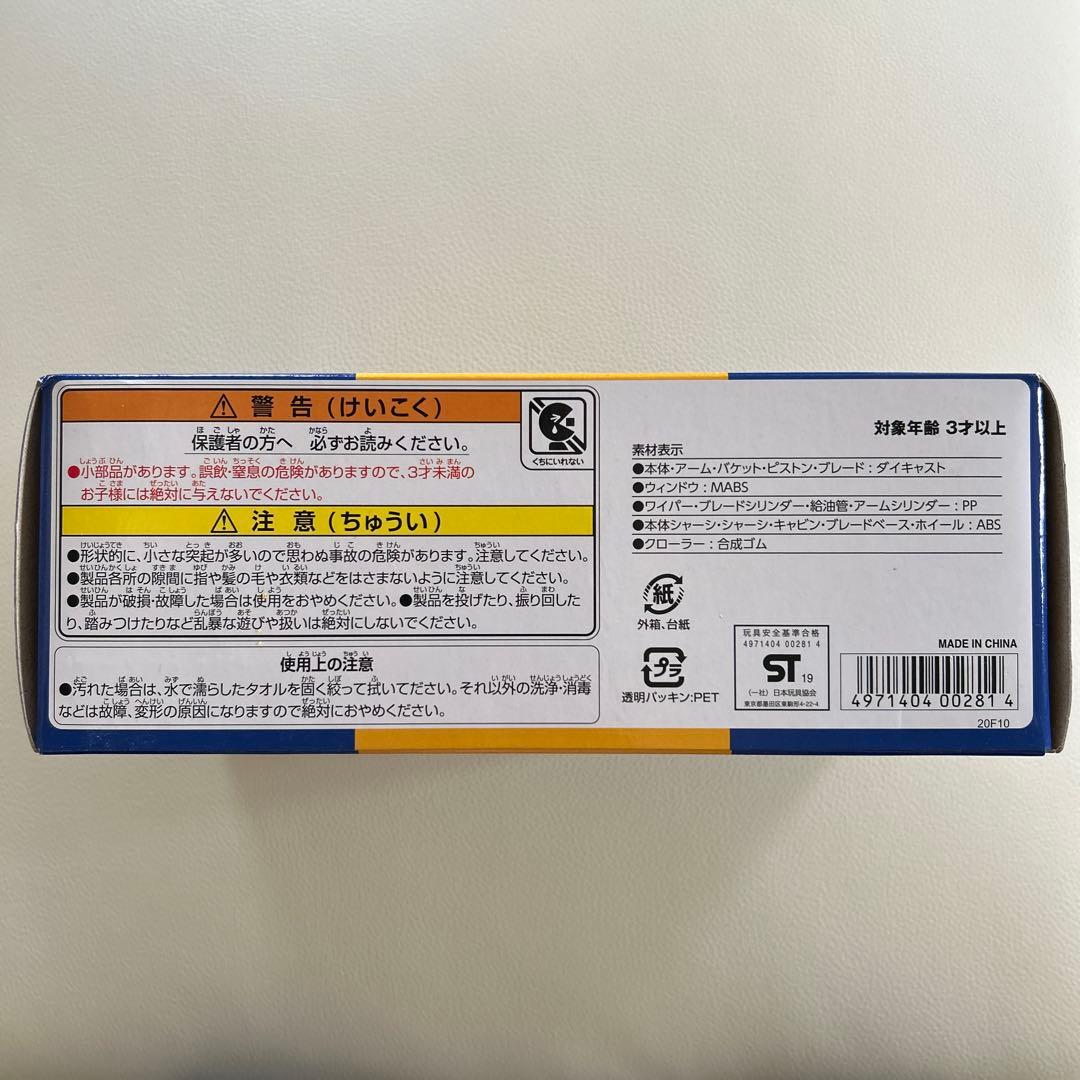 警告(けいこく)
保護者の方へ 必ずお読みください。
くちにいれない
●小部品があります。誤飲・窒息の危険がありますので、3才未満の
お子様には絶対に与えないでください。
注意(ちゅうい)
●形状的に、小さな突起が多いので思わぬ事故の危険があります。注意してください。
●製品各所の隙間に指や髪の毛や衣類などをはさまないように注意してください。
●製品が破損・故障した場合は使用をおやめください。●製品を投げたり、振り回した
り、踏みつけたりなど乱暴な遊びや扱いは絶対にしないでください。
使用上の注意
●汚れた場合は、水で濡らしたタオルを固く絞って拭いてださい。それ以外の洗浄・消毒
などは故障、変形の原因になりますので絶対におやめください。
対象年齢 3才以上
素材表示
●本体・アーム・バケット・ピストン・ブレード:ダイキャスト
●ウィンドウ:MABS
●ワイパー・ブレードシリンダー・給油管・アームシリンダー:PP
●本体シャーシ・シャーシ・キャビン・ブレードベース・ホイール:ABS
●クローラー:合成ゴム
紙
外箱、台紙
プラ
透明パッキン:PET
玩具安全基準合格
4971404 00281 4
ST 19
(一社)日本玩具協会
東京都墨田区東駒形4-22-4
MADE IN CHINA
4971404 00281 4
20F10